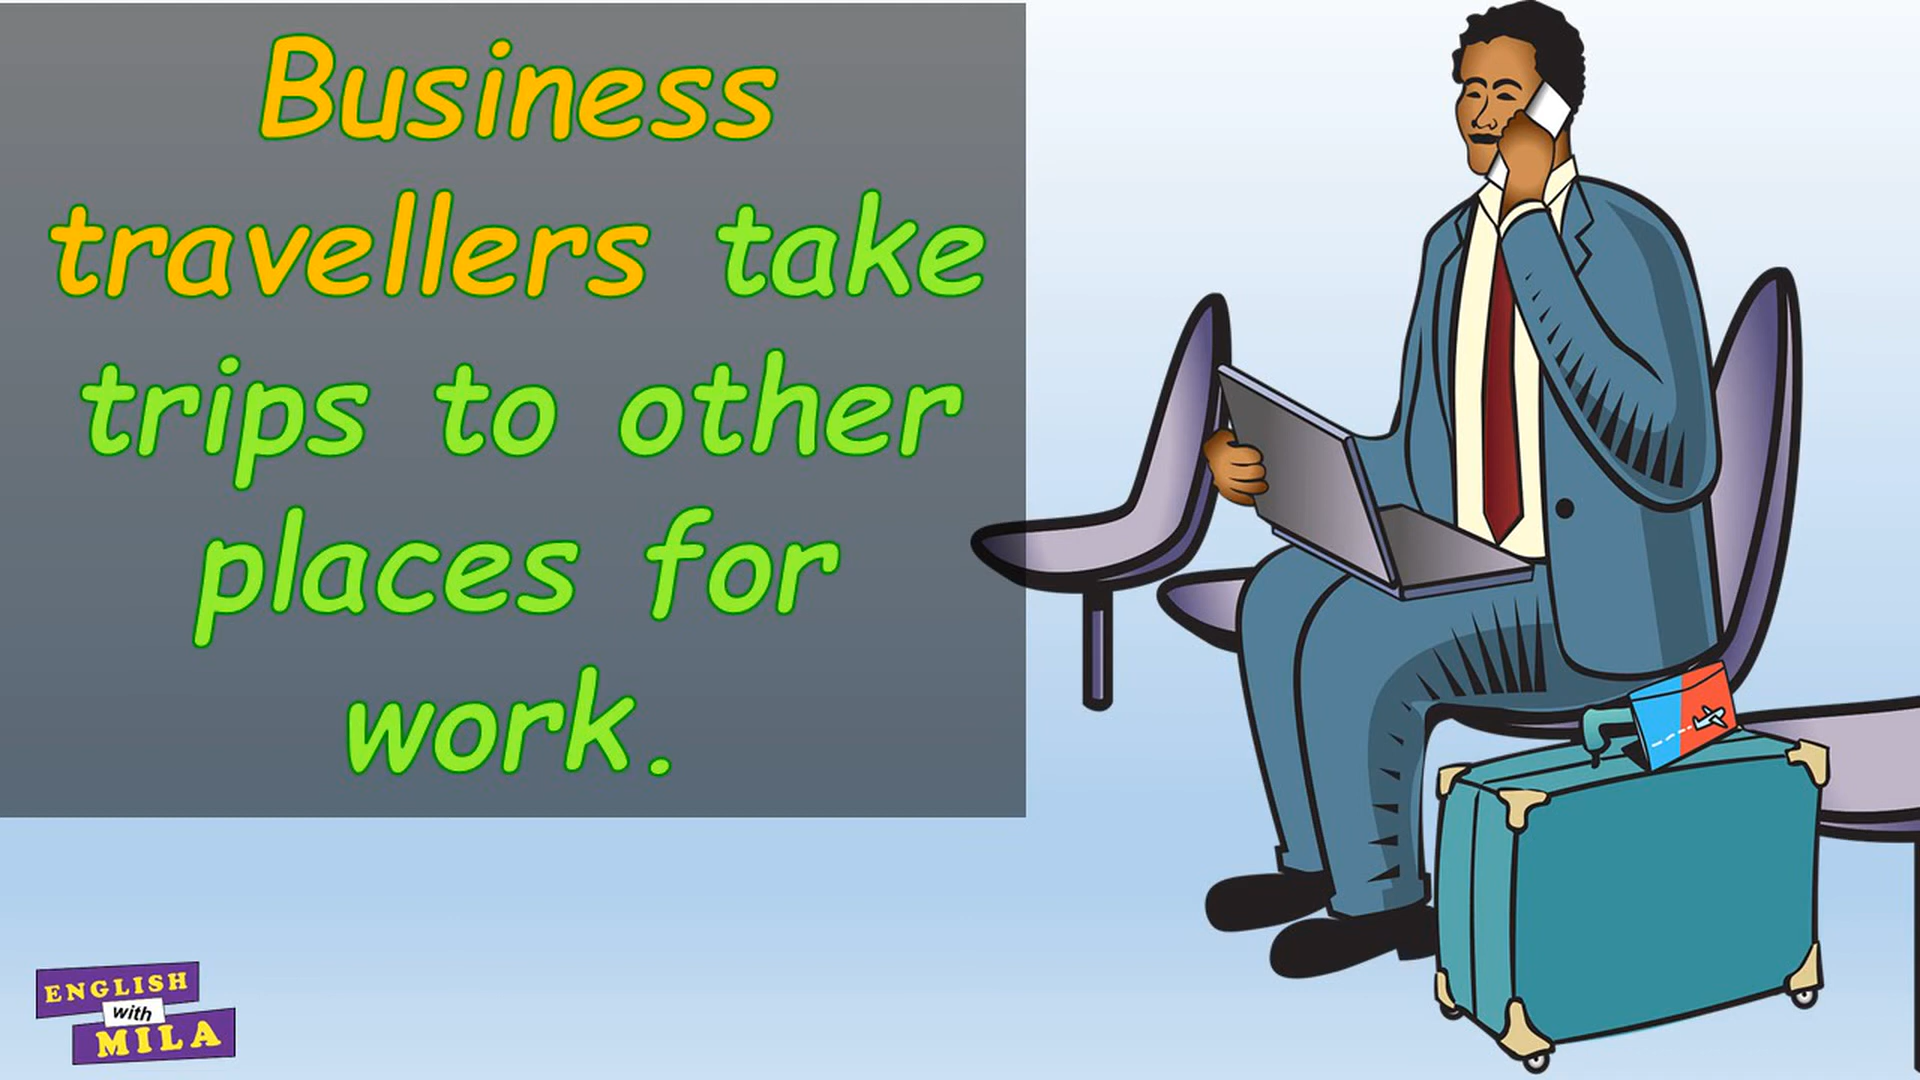 Business
travellers take
trips to other
places for
work.
ENGLISH
with
MILA